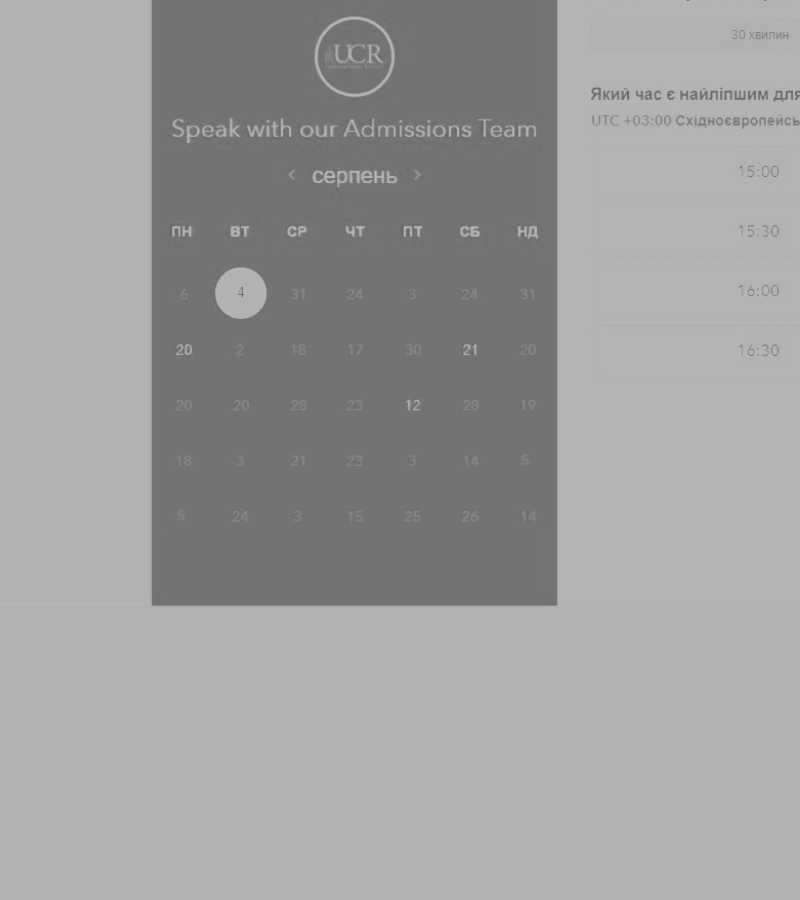 UCR
Speak with our Admissions Team
‹ серпень ›
ПН ВТ СР ЧТ ПТ СБ НД
6 4 31 24 3 24 31
20 2 18 17 30 21 20
20 20 28 23 12 28 19
18 3 21 23 3 14 5
5 24 3 15 25 26 14
30 хвилин
Який час є найліпшим для
UTC +03:00 Східноєвропейсь
15:00
15:30
16:00
16:30